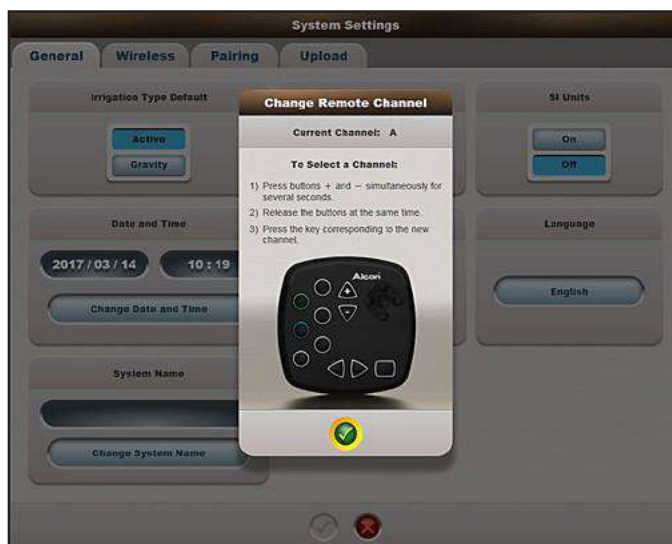 System Settings
General Wireless Pairing Upload
Irrigation Type Default
Active
Gravity
Date and Time
2017 / 03 / 14 10 : 19
Change Date and Time
System Name
Change System Name
Change Remote Channel
Current Channel: A
To Select a Channel:
1) Press buttons + and − simultaneously for
several seconds.
2) Release the buttons at the same time.
3) Press the key corresponding to the new
channel.
Alcon
+
-
SI Units
On
Off
Language
English